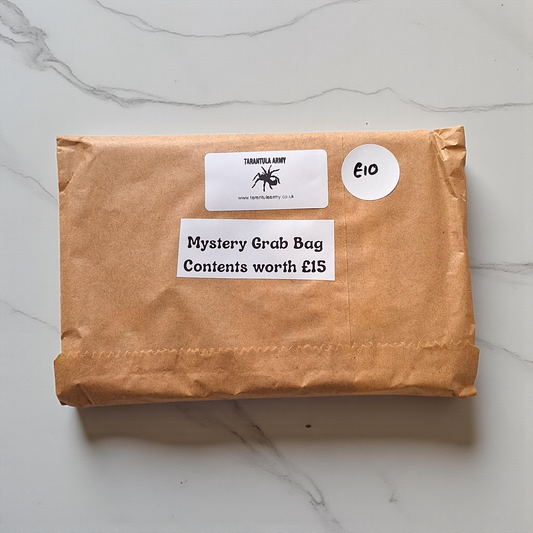 TARANTULA ARMY
www.tarantulaarmy.co.uk
£10
Mystery Grab Bag
Contents worth £15